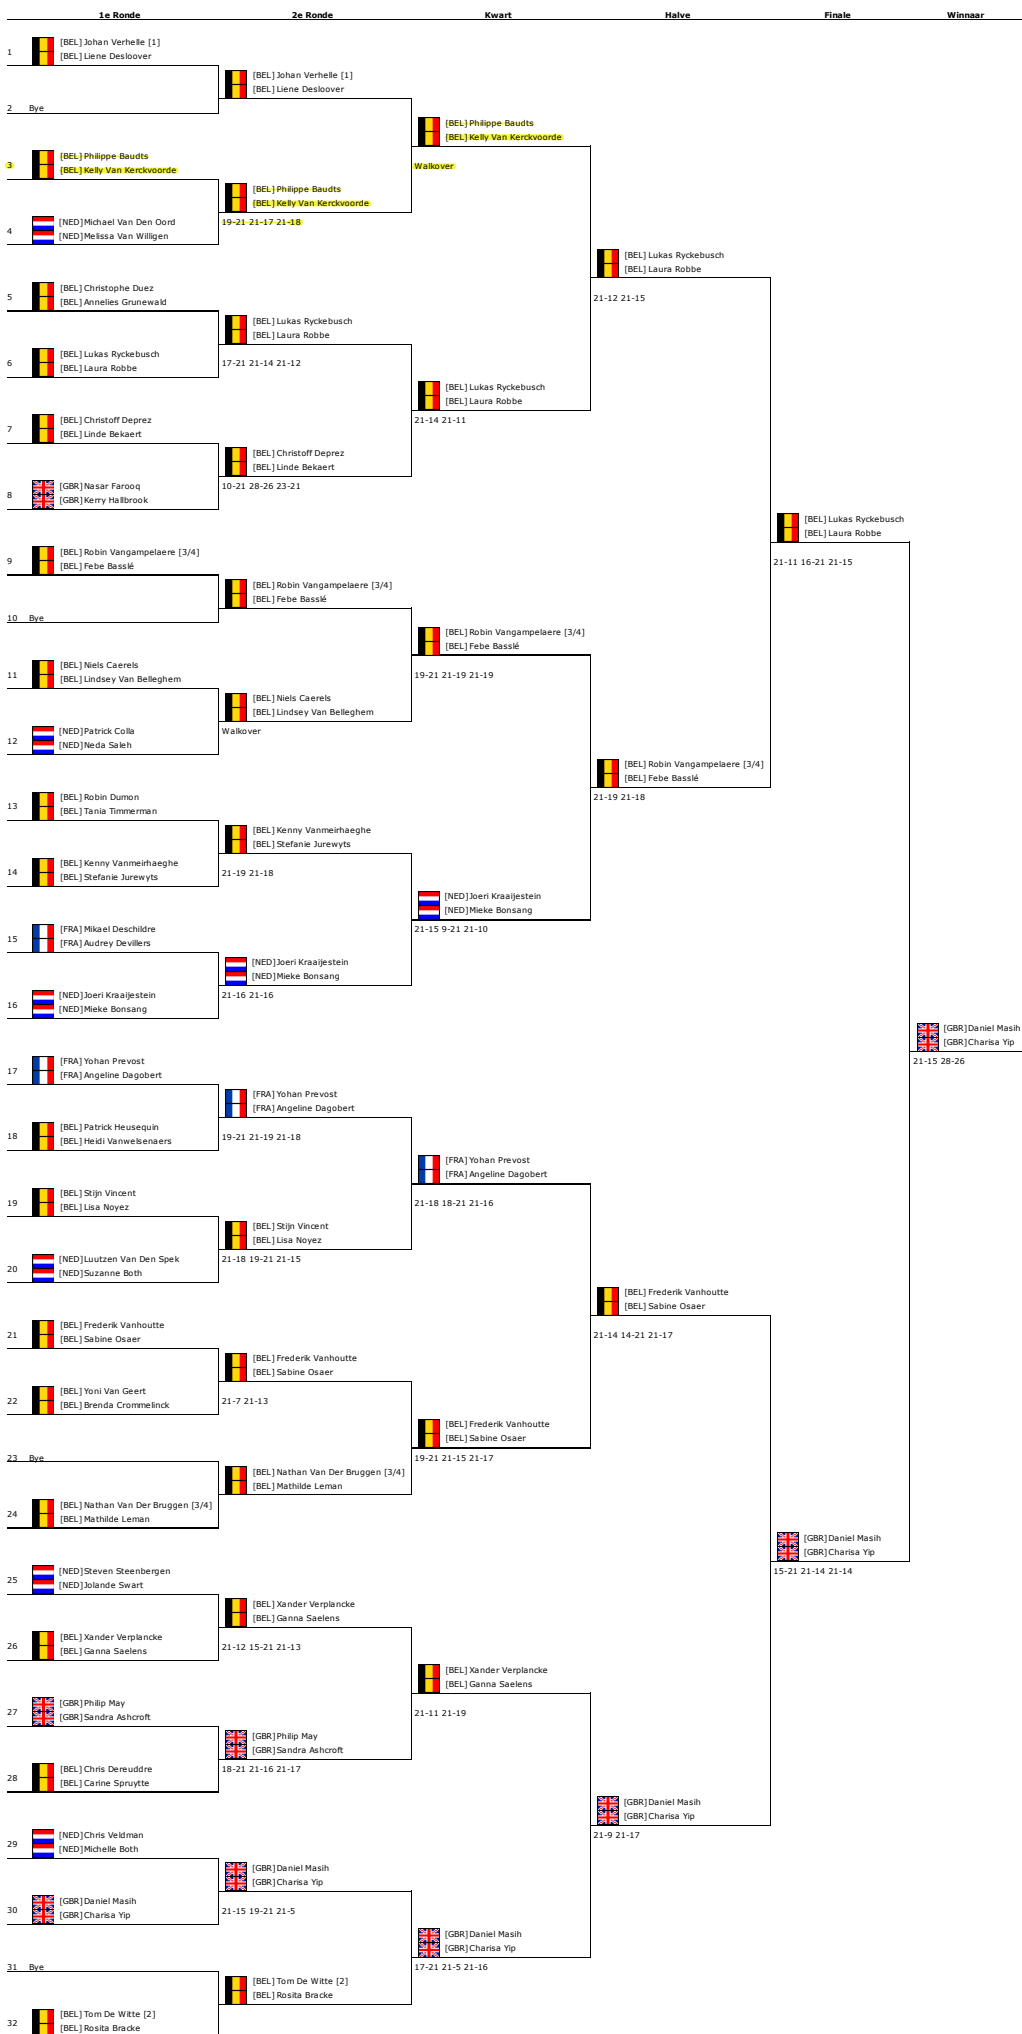 1e Ronde 2e Ronde Kwart Halve Finale Winnaar
[BEL] Johan Verhelle [1]
1
[BEL] Liene Desloover
[BEL] Johan Verhelle [1]
[BEL] Liene Desloover
2 Bye
[BEL] Philippe Baudts
[BEL] Kelly Van Kerckvoorde
[BEL] Philippe Baudts
3
Walkover
[BEL] Kelly Van Kerckvoorde
[BEL] Philippe Baudts
[BEL] Kelly Van Kerckvoorde
[NED] Michael Van Den Oord
19-21 21-17 21-18
4
[NED] Melissa Van Willigen
[BEL] Lukas Ryckebusch
[BEL] Laura Robbe
[BEL] Christophe Duez
5
21-12 21-15
[BEL] Annelies Grunewald
[BEL] Lukas Ryckebusch
[BEL] Laura Robbe
[BEL] Lukas Ryckebusch
6
17-21 21-14 21-12
[BEL] Laura Robbe
[BEL] Lukas Ryckebusch
[BEL] Laura Robbe
[BEL] Christoff Deprez
21-14 21-11
7
[BEL] Linde Bekaert
[BEL] Christoff Deprez
[BEL] Linde Bekaert
[GBR] Nasar Farooq
10-21 28-26 23-21
8
[GBR] Kerry Hallbrook
[BEL] Lukas Ryckebusch
[BEL] Laura Robbe
[BEL] Robin Vangampelaere [3/4]
9
21-11 16-21 21-15
[BEL] Febe Basslé
[BEL] Robin Vangampelaere [3/4]
[BEL] Febe Basslé
10 Bye
[BEL] Robin Vangampelaere [3/4]
[BEL] Febe Basslé
[BEL] Niels Caerels
11
19-21 21-19 21-19
[BEL] Lindsey Van Belleghem
[BEL] Niels Caerels
[BEL] Lindsey Van Belleghem
[NED] Patrick Colla
Walkover
12
[NED] Neda Saleh
[BEL] Robin Vangampelaere [3/4]
[BEL] Febe Basslé
[BEL] Robin Dumon
21-19 21-18
13
[BEL] Tania Timmerman
[BEL] Kenny Vanmeirhaeghe
[BEL] Stefanie Jurewyts
[BEL] Kenny Vanmeirhaeghe
14
21-19 21-18
[BEL] Stefanie Jurewyts
[NED] Joeri Kraaijestein
[NED] Mieke Bonsang
[FRA] Mikael Deschildre
21-15 9-21 21-10
15
[FRA] Audrey Devillers
[NED] Joeri Kraaijestein
[NED] Mieke Bonsang
[NED] Joeri Kraaijestein
21-16 21-16
16
[NED] Mieke Bonsang
[GBR] Daniel Masih
[GBR] Charisa Yip
[FRA] Yohan Prevost
21-15 28-26
17
[FRA] Angeline Dagobert
[FRA] Yohan Prevost
[FRA] Angeline Dagobert
[BEL] Patrick Heusequin
18
19-21 21-19 21-18
[BEL] Heidi Vanwelsenaers
[FRA] Yohan Prevost
[FRA] Angeline Dagobert
[BEL] Stijn Vincent
19
21-18 18-21 21-16
[BEL] Lisa Noyez
[BEL] Stijn Vincent
[BEL] Lisa Noyez
[NED] Luutzen Van Den Spek
21-18 19-21 21-15
20
[NED] Suzanne Both
[BEL] Frederik Vanhoutte
[BEL] Sabine Osaer
[BEL] Frederik Vanhoutte
21
21-14 14-21 21-17
[BEL] Sabine Osaer
[BEL] Frederik Vanhoutte
[BEL] Sabine Osaer
[BEL] Yoni Van Geert
22
21-7 21-13
[BEL] Brenda Crommelinck
[BEL] Frederik Vanhoutte
[BEL] Sabine Osaer
23 Bye
19-21 21-15 21-17
[BEL] Nathan Van Der Bruggen [3/4]
[BEL] Mathilde Leman
[BEL] Nathan Van Der Bruggen [3/4]
24
[BEL] Mathilde Leman
[GBR] Daniel Masih
[GBR] Charisa Yip
[NED] Steven Steenbergen
15-21 21-14 21-14
25
[NED] Jolande Swart
[BEL] Xander Verplancke
[BEL] Ganna Saelens
[BEL] Xander Verplancke
26
21-12 15-21 21-13
[BEL] Ganna Saelens
[BEL] Xander Verplancke
[BEL] Ganna Saelens
[GBR] Philip May
27
21-11 21-19
[GBR] Sandra Ashcroft
[GBR] Philip May
[GBR] Sandra Ashcroft
[BEL] Chris Dereuddre
18-21 21-16 21-17
28
[BEL] Carine Spruytte
[GBR] Daniel Masih
[GBR] Charisa Yip
[NED] Chris Veldman
21-9 21-17
29
[NED] Michelle Both
[GBR] Daniel Masih
[GBR] Charisa Yip
[GBR] Daniel Masih
30
21-15 19-21 21-5
[GBR] Charisa Yip
[GBR] Daniel Masih
[GBR] Charisa Yip
31 Bye
17-21 21-5 21-16
[BEL] Tom De Witte [2]
[BEL] Rosita Bracke
[BEL] Tom De Witte [2]
32
[BEL] Rosita Bracke